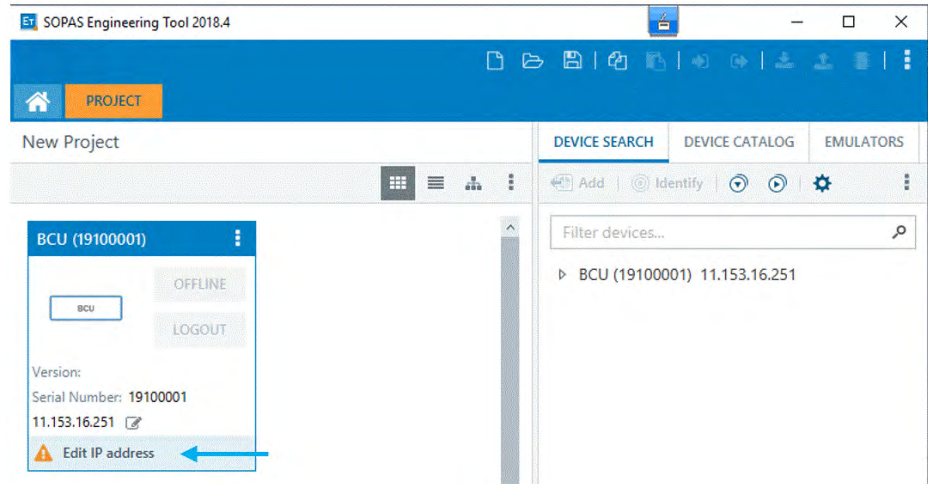 ET SOPAS Engineering Tool 2018.4
PROJECT
New Project
BCU (19100001)
BCU
OFFLINE
LOGOUT
Version:
Serial Number: 19100001
11.153.16.251
Edit IP address
DEVICE SEARCH DEVICE CATALOG EMULATORS
Add Identify
Filter devices...
BCU (19100001) 11.153.16.251